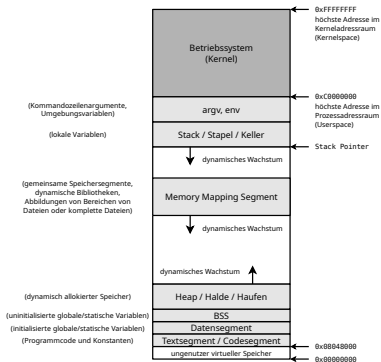 0xFFFFFFFF
höchste Adresse im
Kerneladressraum
(Kernelspace)
Betriebssystem
(Kernel)
0xC0000000
höchste Adresse im
Prozessadressraum
(Userspace)
(Kommandozeilenargumente,
Umgebungsvariablen)
argv, env
(lokale Variablen)
Stack / Stapel / Keller
Stack Pointer
dynamisches Wachstum
(gemeinsame Speichersegmente,
dynamische Bibliotheken,
Abbildungen von Bereichen von
Dateien oder komplette Dateien)
Memory Mapping Segment
dynamisches Wachstum
dynamisches Wachstum
(dynamisch allokierter Speicher)
Heap / Halde / Haufen
(uninitialisierte globale/statische Variablen)
BSS
(initialisierte globale/statische Variablen)
Datensegment
(Programmcode und Konstanten)
Textsegment / Codesegment
0x08048000
ungenutzer virtueller Speicher
0x00000000